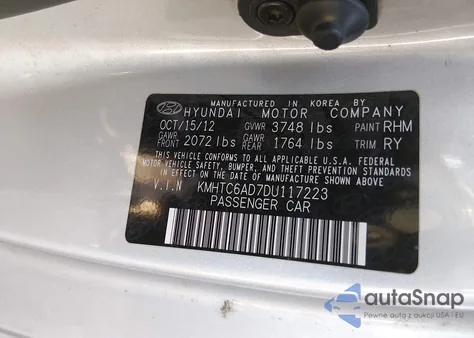 MANUFACTURED IN KOREA BY
HYUNDAI MOTOR COMPANY
OCT/15/12 GVWR 3748 lbs PAINT RHM
GAWR FRONT 2072 lbs GAWR REAR 1764 lbs TRIM RY
THIS VEHICLE CONFORMS TO ALL APPLICABLE U.S.A. FEDERAL
MOTOR VEHICLE SAFETY, BUMPER, AND THEFT PREVENTION
STANDARDS IN EFFECT ON THE DATE OF MANUFACTURE SHOWN ABOVE.
V.I.N KMHTC6AD7DU117223
PASSENGER CAR
autoSnap
Pewne auta z aukcji USA i EU